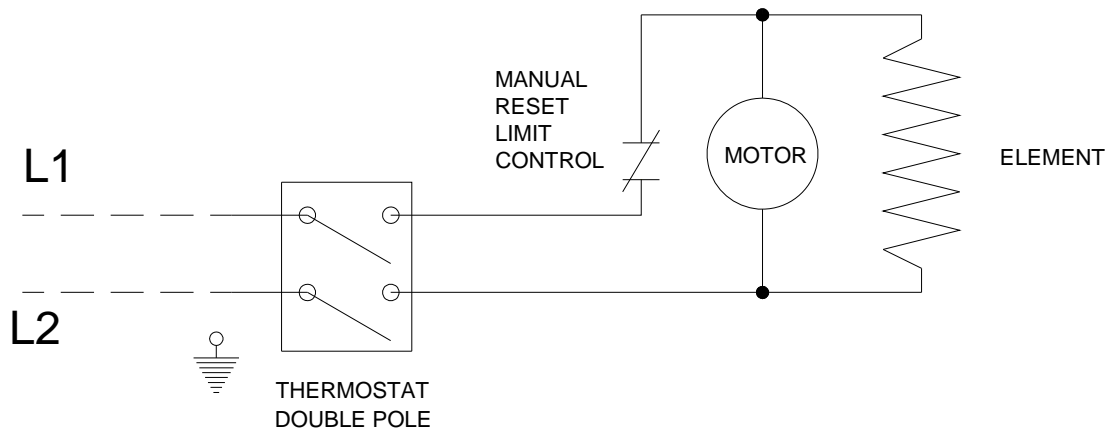 MANUAL
RESET
LIMIT
CONTROL
MOTOR
ELEMENT
L1
L2
THERMOSTAT
DOUBLE POLE